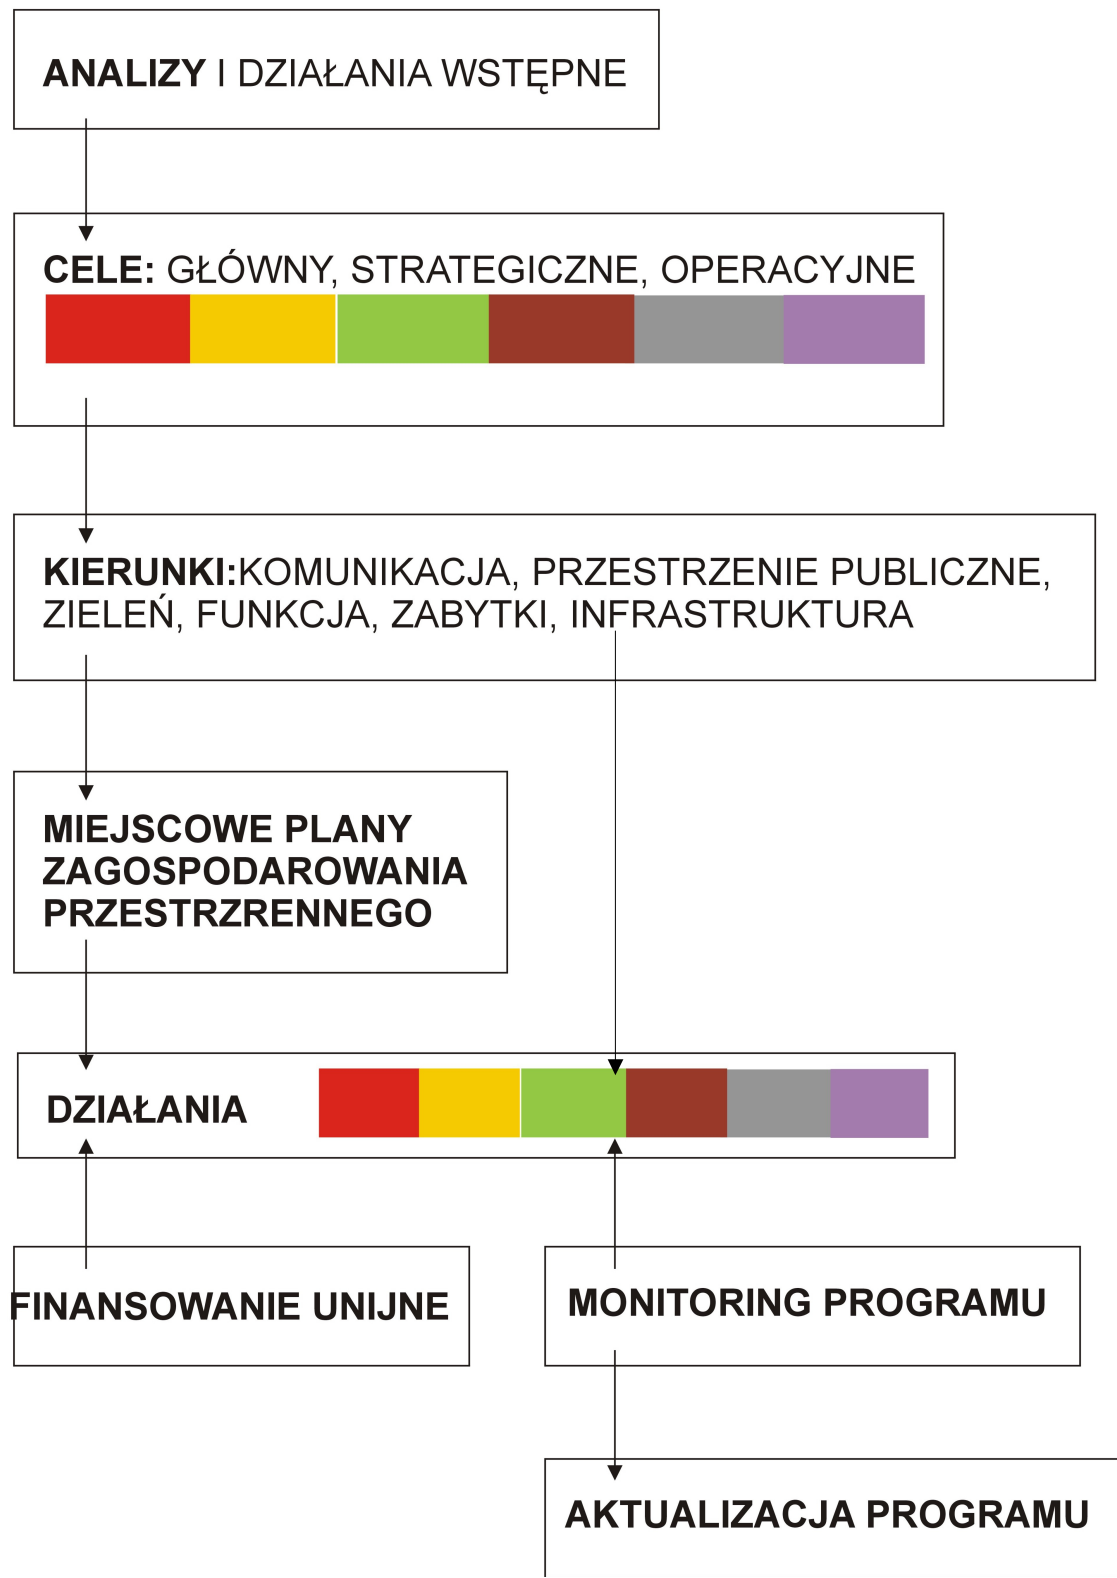 ANALIZY I DZIAŁANIA WSTĘPNE
CELE: GŁÓWNY, STRATEGICZNE, OPERACYJNE
KIERUNKI:KOMUNIKACJA, PRZESTRZENIE PUBLICZNE,
ZIELEŃ, FUNKCJA, ZABYTKI, INFRASTRUKTURA
MIEJSCOWE PLANY
ZAGOSPODAROWANIA
PRZESTRZRENNEGO
DZIAŁANIA
FINANSOWANIE UNIJNE
MONITORING PROGRAMU
AKTUALIZACJA PROGRAMU